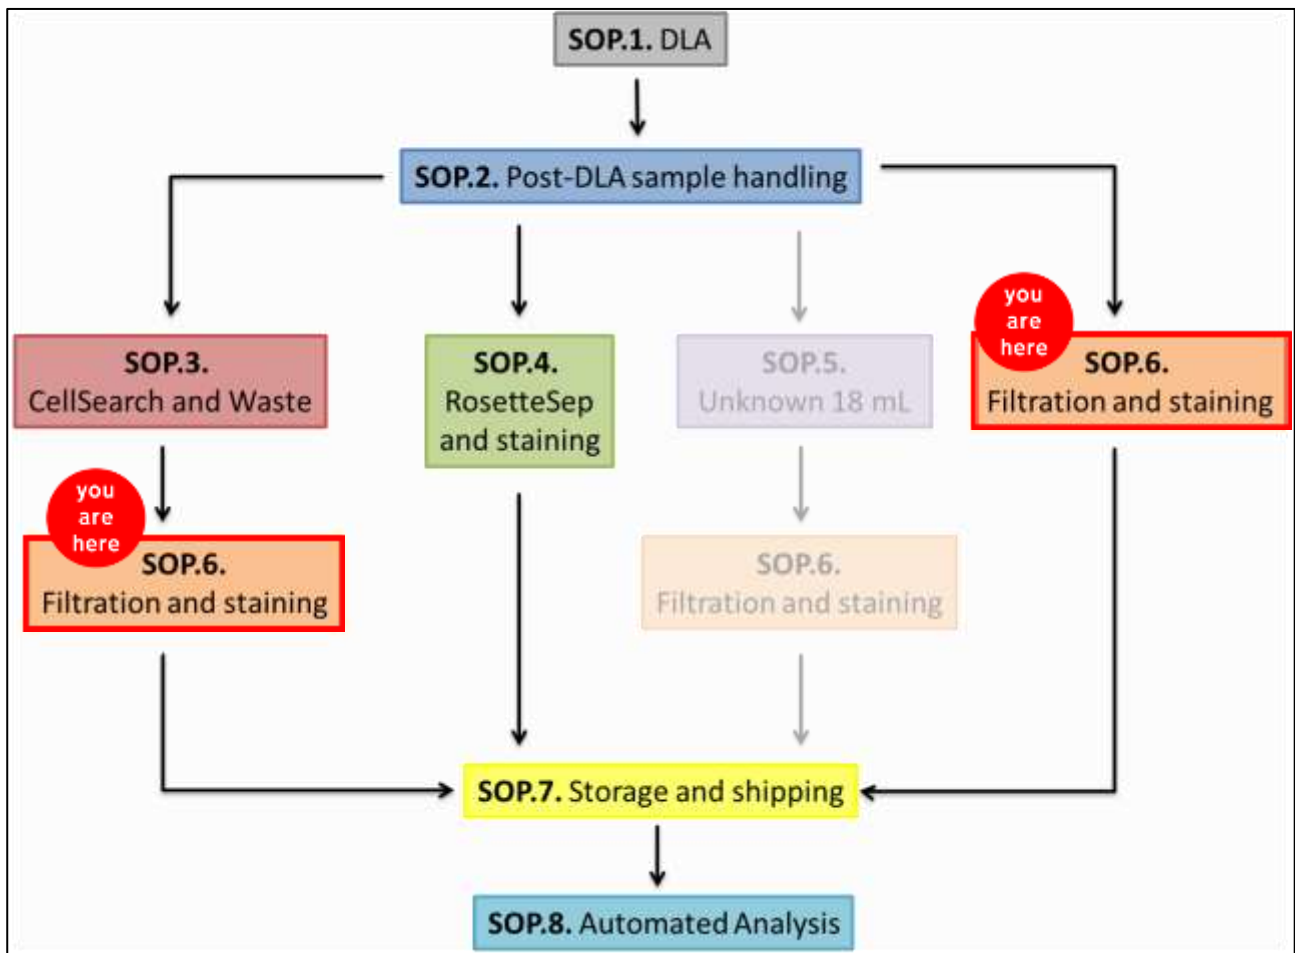 SOP.1. DLA
SOP.2. Post-DLA sample handling
SOP.3.
CellSearch and Waste
SOP.4.
RosetteSep
and staining
SOP.5.
Unknown 18 mL
you
are
here
SOP.6.
Filtration and staining
you
are
here
SOP.6.
Filtration and staining
SOP.6.
Filtration and staining
SOP.7. Storage and shipping
SOP.8. Automated Analysis